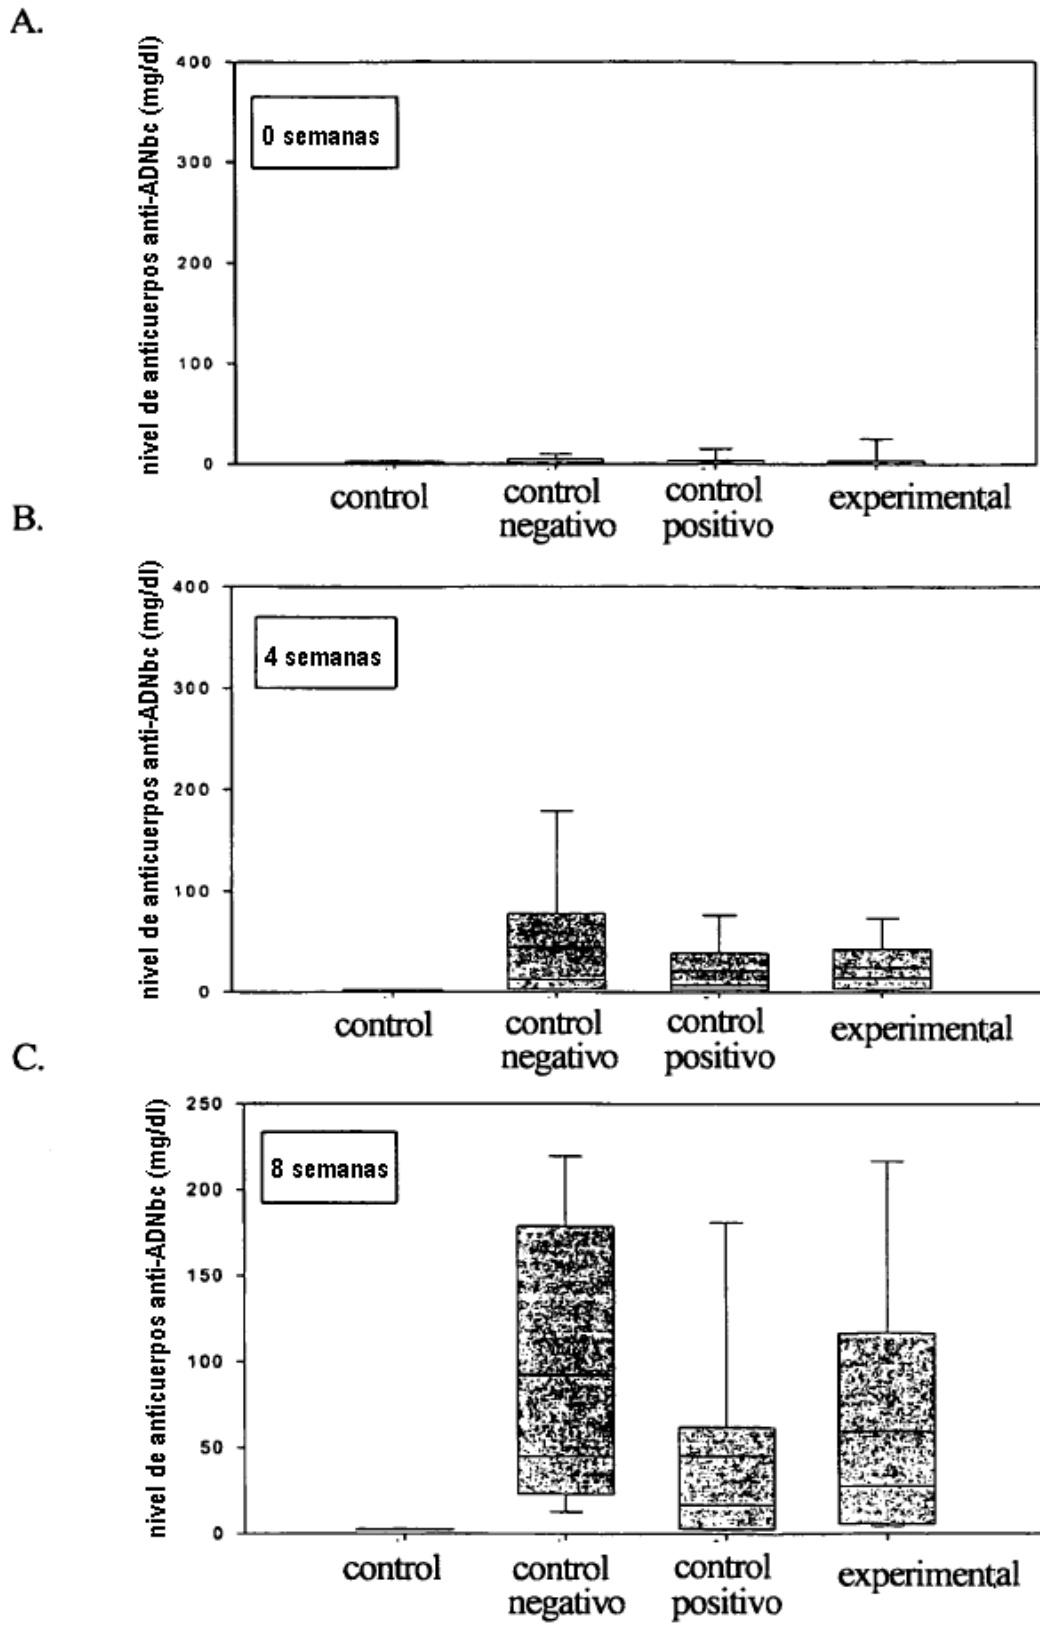 A.
nivel de anticuerpos anti-ADNbc (mg/dl)
400
300
200
100
0
0 semanas
control
control
negativo
control
positivo
experimental
B.
nivel de anticuerpos anti-ADNbc (mg/dl)
400
300
200
100
0
4 semanas
control
control
negativo
control
positivo
experimental
C.
nivel de anticuerpos anti-ADNbc (mg/dl)
250
200
150
100
50
0
8 semanas
control
control
negativo
control
positivo
experimental